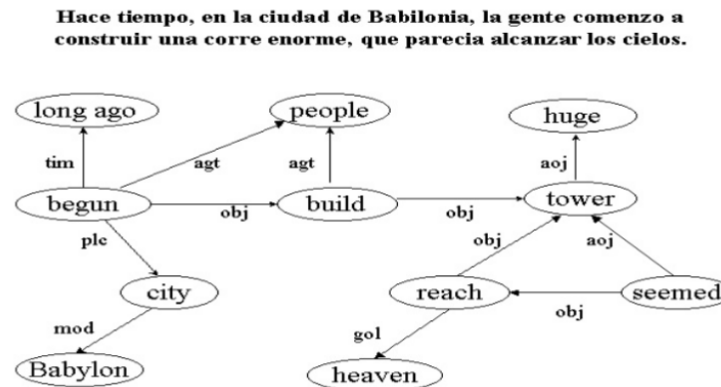 Hace tiempo, en la ciudad de Babilonia, la gente comenzo a
construir una corre enorme, que parecia alcanzar los cielos.
long ago
people
huge
tim
agt
agt
aoj
begun
obj
build
obj
tower
plc
obj
aoj
city
reach
obj
seemed
mod
gol
Babylon
heaven